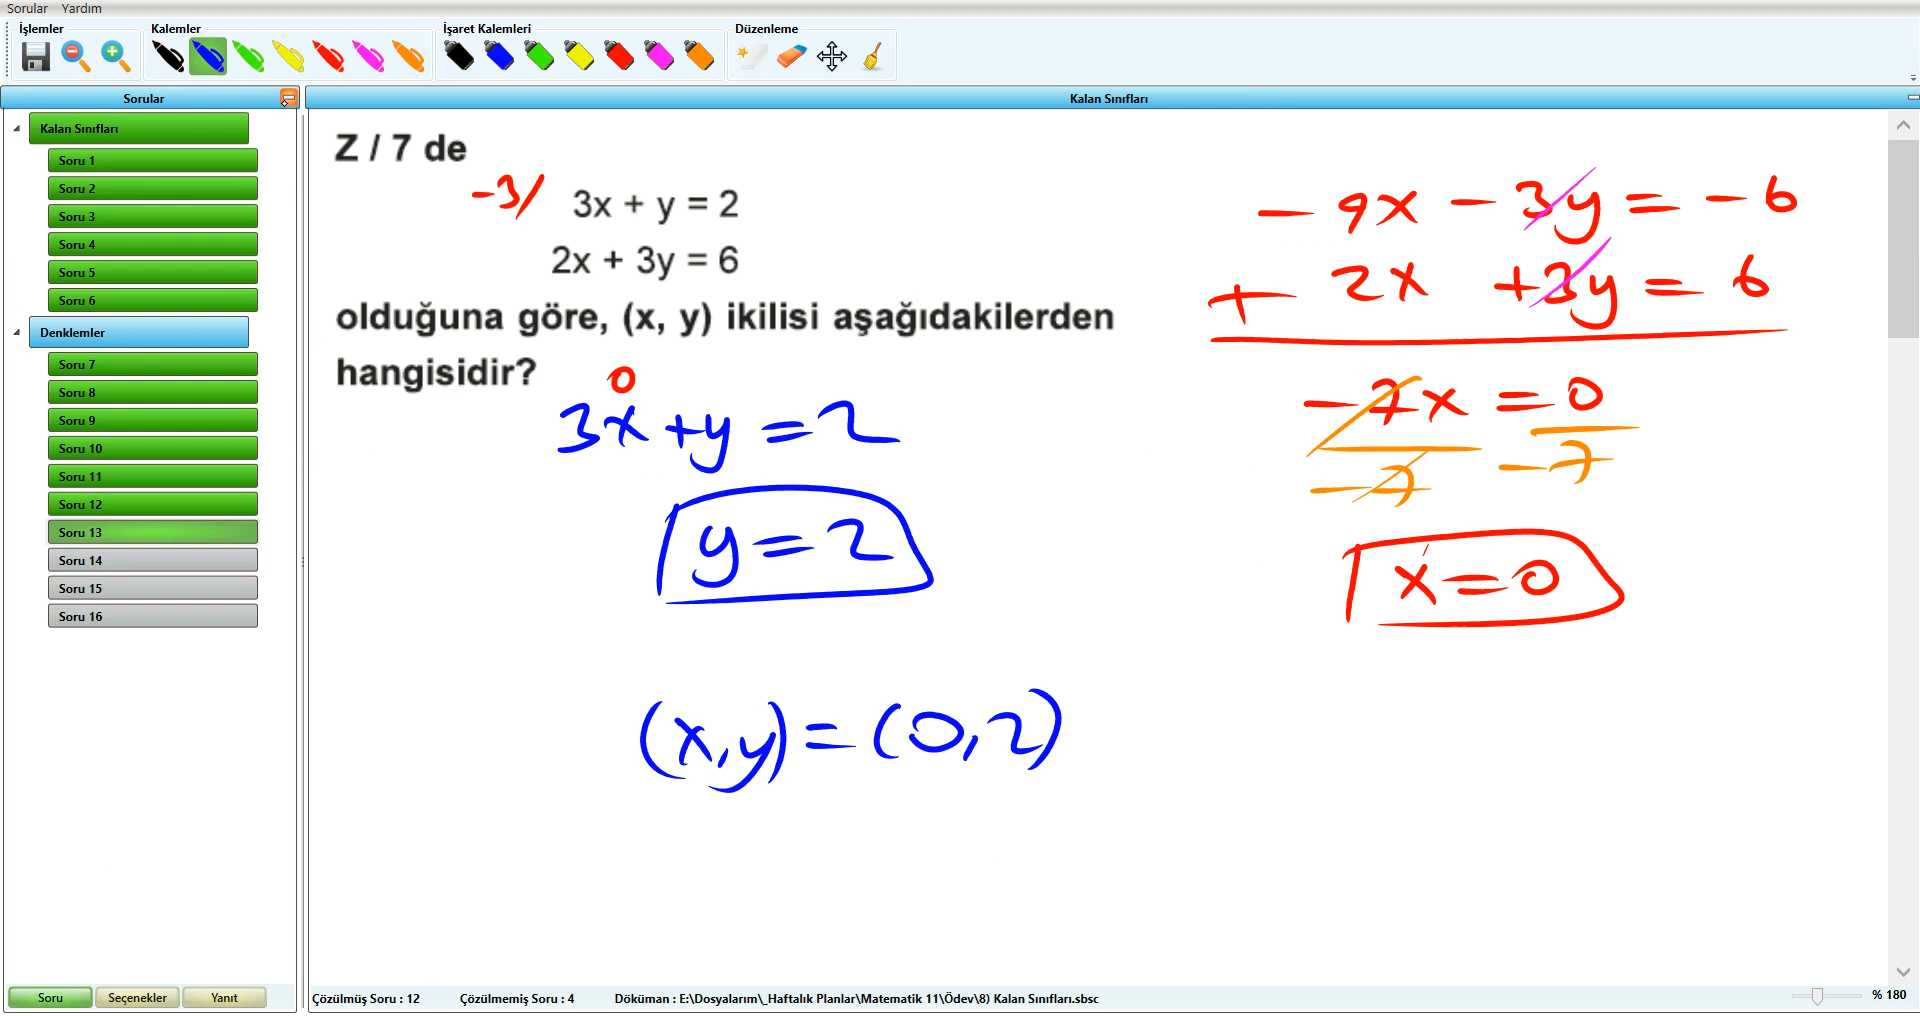 Sorular Yardım
İşlemler Kalemler İşaret Kalemleri Düzenleme
Sorular
Kalan Sınıfları
Soru 1
Soru 2
Soru 3
Soru 4
Soru 5
Soru 6
Denklemler
Soru 7
Soru 8
Soru 9
Soru 10
Soru 11
Soru 12
Soru 13
Soru 14
Soru 15
Soru 16
Soru Seçenekler Yanıt
Kalan Sınıfları
Z / 7 de
-3/ 3x + y = 2
2x + 3y = 6
olduğuna göre, (x, y) ikilisi aşağıdakilerden
hangisidir?
0
3x + y = 2
y = 2
(x,y) = (0,2)
- 9x - 3y = - 6
+ 2x + 3y = 6
- 7x = 0
- 7 - 7
x = 0
Çözülmüş Soru : 12 Çözülmemiş Soru : 4 Döküman : E:\Dosyalarım\_Haftalık Planlar\Matematik 11\Ödev\8) Kalan Sınıfları.sbsc % 180